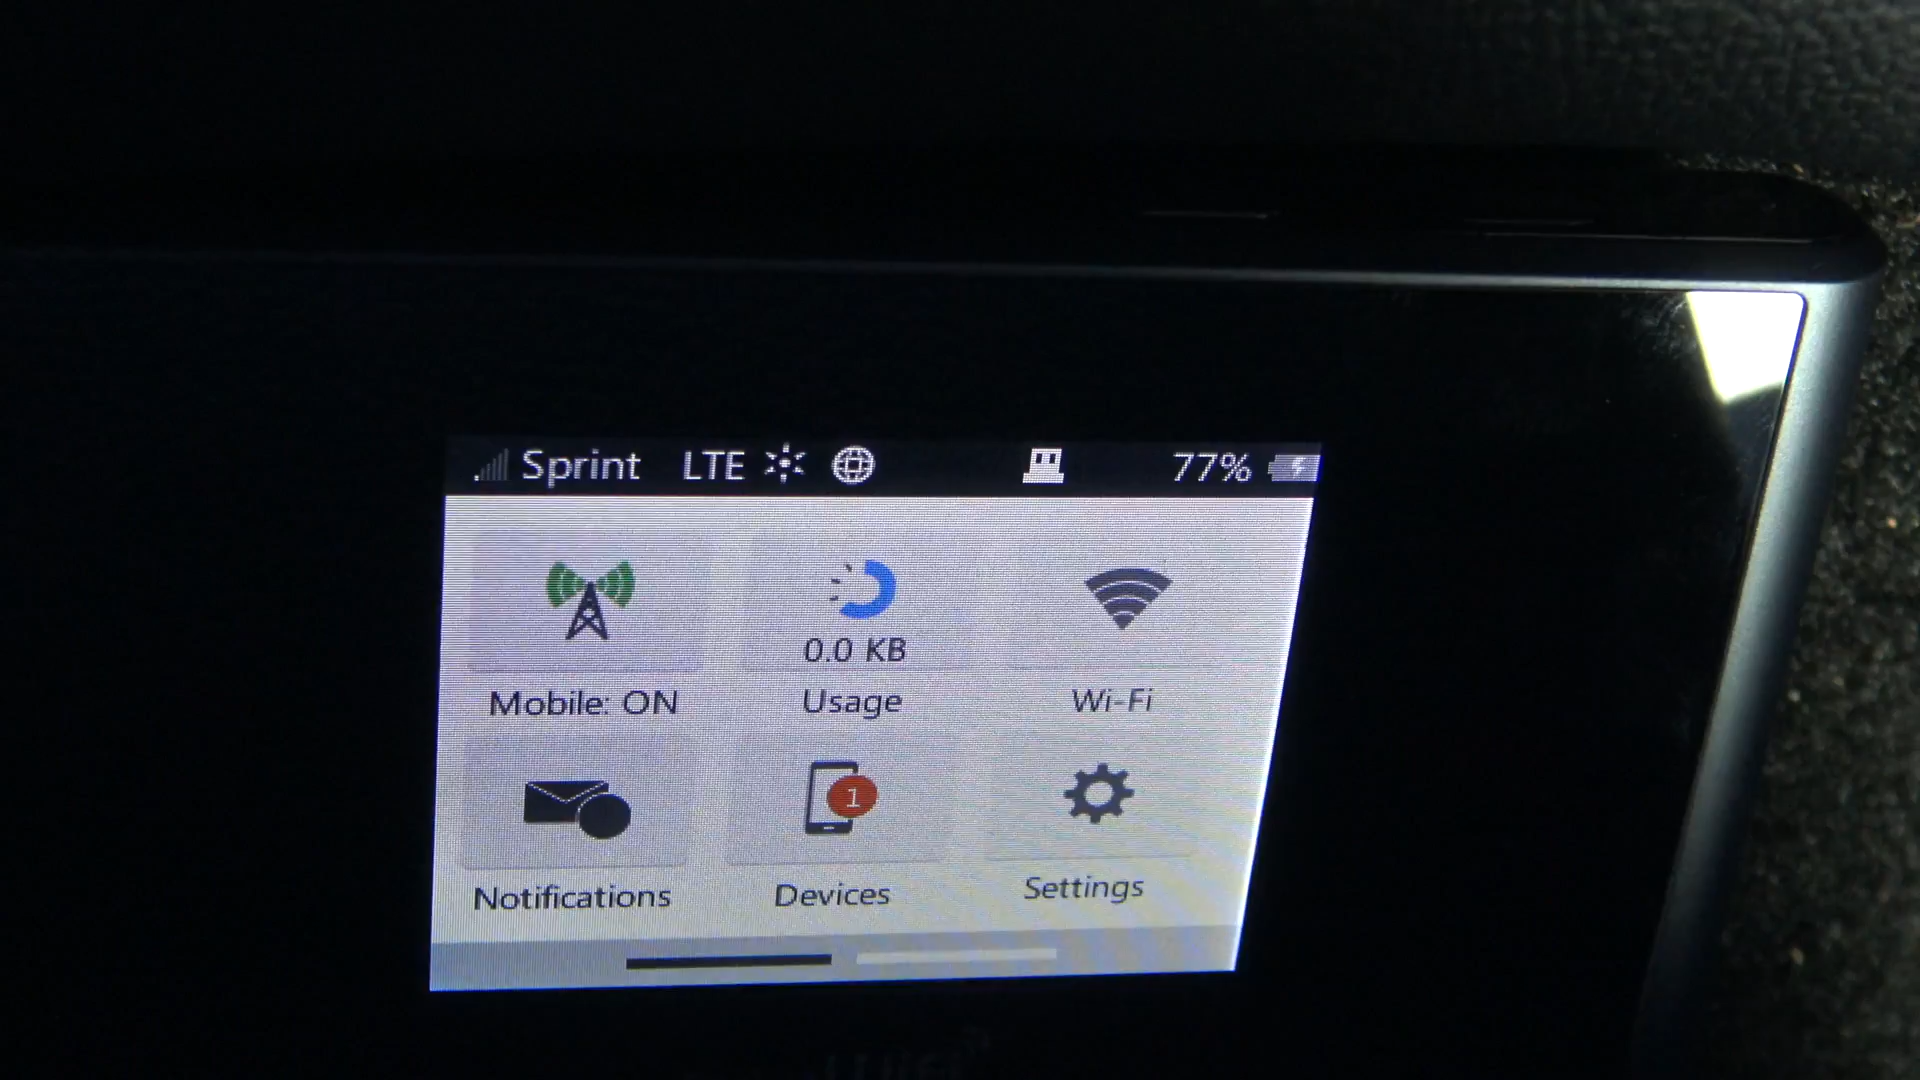 Sprint LTE 77%
0.0 KB
Mobile: ON Usage Wi-Fi
1
Notifications Devices Settings